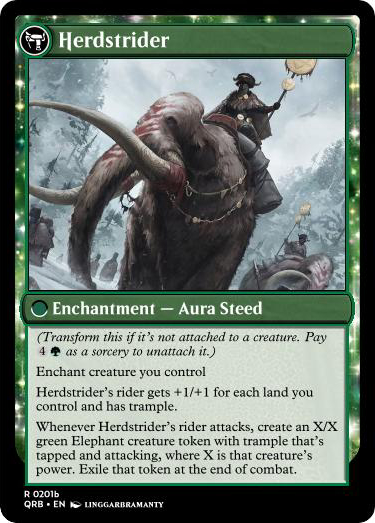 Herdstrider
Enchantment — Aura Steed
(Transform this if it's not attached to a creature. Pay
4 as a sorcery to unattach it.)
Enchant creature you control
Herdstrider's rider gets +1/+1 for each land you
control and has trample.
Whenever Herdstrider's rider attacks, create an X/X
green Elephant creature token with trample that's
tapped and attacking, where X is that creature's
power. Exile that token at the end of combat.
R 0201b
QRB • EN LINGGARBRAMANTY